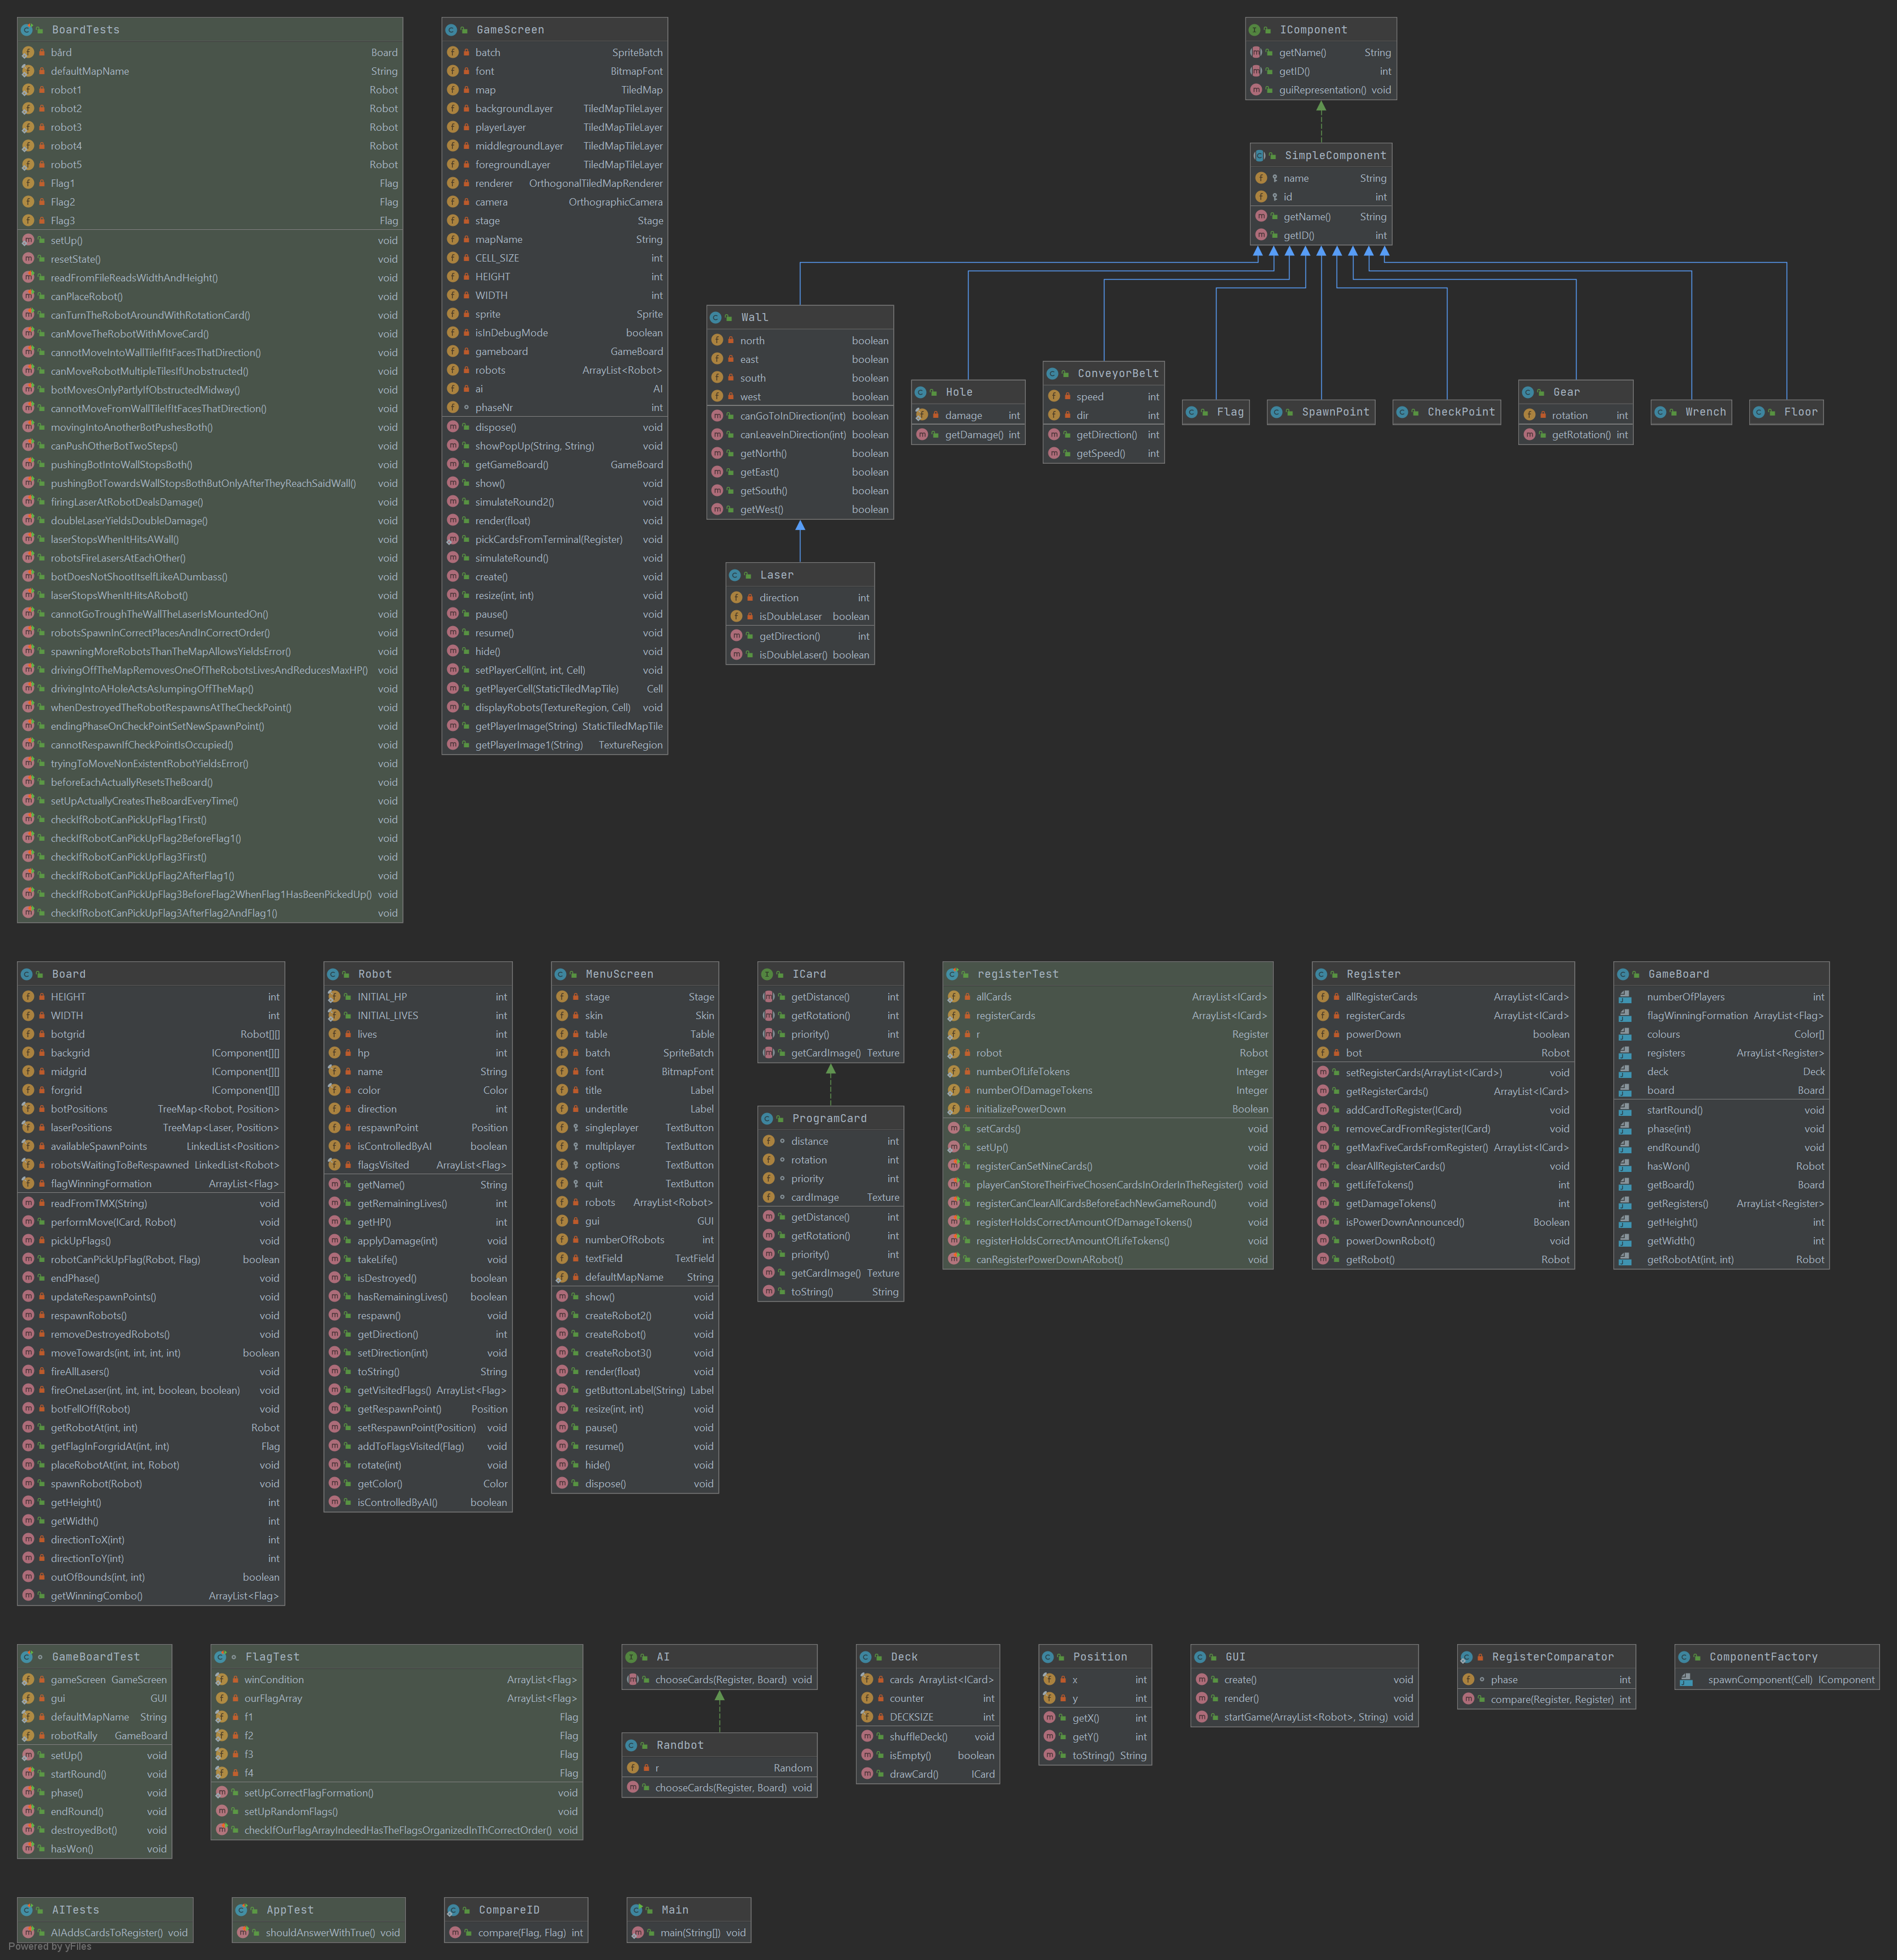 BoardTests
bård Board
defaultMapName String
robot1 Robot
robot2 Robot
robot3 Robot
robot4 Robot
robot5 Robot
Flag1 Flag
Flag2 Flag
Flag3 Flag
setUp() void
resetState() void
readFromFileReadsWidthAndHeight() void
canPlaceRobot() void
canTurnTheRobotAroundWithRotationCard() void
canMoveTheRobotWithMoveCard() void
cannotMoveIntoWallTileIfItFacesThatDirection() void
canMoveRobotMultipleTilesIfUnobstructed() void
botMovesOnlyPartlyIfObstructedMidway() void
cannotMoveFromWallTileIfItFacesThatDirection() void
movingIntoAnotherBotPushesBoth() void
canPushOtherBotTwoSteps() void
pushingBotIntoWallStopsBoth() void
pushingBotTowardsWallStopsBothButOnlyAfterTheyReachSaidWall() void
firingLaserAtRobotDealsDamage() void
doubleLaserYieldsDoubleDamage() void
laserStopsWhenItHitsAWall() void
robotsFireLasersAtEachOther() void
botDoesNotShootItselfLikeADumbass() void
laserStopsWhenItHitsARobot() void
cannotGoTroughTheWallTheLaserIsMountedOn() void
robotsSpawnInCorrectPlacesAndInCorrectOrder() void
spawningMoreRobotsThanTheMapAllowsYieldsError() void
drivingOffTheMapRemovesOneOfTheRobotsLivesAndReducesMaxHP() void
drivingIntoAHoleActsAsJumpingOffTheMap() void
whenDestroyedTheRobotRespawnsAtTheCheckPoint() void
endingPhaseOnCheckPointSetNewSpawnPoint() void
cannotRespawnIfCheckPointIsOccupied() void
tryingToMoveNonExistentRobotYieldsError() void
beforeEachActuallyResetsTheBoard() void
setUpActuallyCreatesTheBoardEveryTime() void
checkIfRobotCanPickUpFlag1First() void
checkIfRobotCanPickUpFlag2BeforeFlag1() void
checkIfRobotCanPickUpFlag3First() void
checkIfRobotCanPickUpFlag2AfterFlag1() void
checkIfRobotCanPickUpFlag3BeforeFlag2WhenFlag1HasBeenPickedUp() void
checkIfRobotCanPickUpFlag3AfterFlag2AndFlag1() void
GameScreen
batch SpriteBatch
font BitmapFont
map TiledMap
backgroundLayer TiledMapTileLayer
playerLayer TiledMapTileLayer
middlegroundLayer TiledMapTileLayer
foregroundLayer TiledMapTileLayer
renderer OrthogonalTiledMapRenderer
camera OrthographicCamera
stage Stage
mapName String
CELL_SIZE int
HEIGHT int
WIDTH int
sprite Sprite
isInDebugMode boolean
gameboard GameBoard
robots ArrayList<Robot>
ai AI
phaseNr int
dispose() void
showPopUp(String, String) void
getGameBoard() GameBoard
show() void
simulateRound2() void
render(float) void
pickCardsFromTerminal(Register) void
simulateRound() void
create() void
resize(int, int) void
pause() void
resume() void
hide() void
setPlayerCell(int, int, Cell) void
getPlayerCell(StaticTiledMapTile) Cell
displayRobots(TextureRegion, Cell) void
getPlayerImage(String) StaticTiledMapTile
getPlayerImage1(String) TextureRegion
IComponent
getName() String
getID() int
guiRepresentation() void
SimpleComponent
name String
id int
getName() String
getID() int
Wall
north boolean
east boolean
south boolean
west boolean
canGoToInDirection(int) boolean
canLeaveInDirection(int) boolean
getNorth() boolean
getEast() boolean
getSouth() boolean
getWest() boolean
Hole
damage int
getDamage() int
ConveyorBelt
speed int
dir int
getDirection() int
getSpeed() int
Flag
SpawnPoint
CheckPoint
Gear
rotation int
getRotation() int
Wrench
Floor
Laser
direction int
isDoubleLaser boolean
getDirection() int
isDoubleLaser() boolean
Board
HEIGHT int
WIDTH int
botgrid Robot[][]
backgrid IComponent[][]
midgrid IComponent[][]
forgrid IComponent[][]
botPositions TreeMap<Robot, Position>
laserPositions TreeMap<Laser, Position>
availableSpawnPoints LinkedList<Position>
robotsWaitingToBeRespawned LinkedList<Robot>
flagWinningFormation ArrayList<Flag>
readFromTMX(String) void
performMove(ICard, Robot) void
pickUpFlags() void
robotCanPickUpFlag(Robot, Flag) boolean
endPhase() void
updateRespawnPoints() void
respawnRobots() void
removeDestroyedRobots() void
moveTowards(int, int, int, int) boolean
fireAllLasers() void
fireOneLaser(int, int, int, boolean, boolean) void
botFellOff(Robot) void
getRobotAt(int, int) Robot
getFlagInForgridAt(int, int) Flag
placeRobotAt(int, int, Robot) void
spawnRobot(Robot) void
getHeight() int
getWidth() int
directionToX(int) int
directionToY(int) int
outOfBounds(int, int) boolean
getWinningCombo() ArrayList<Flag>
Robot
INITIAL_HP int
INITIAL_LIVES int
lives int
hp int
name String
color Color
direction int
respawnPoint Position
isControlledByAI boolean
flagsVisited ArrayList<Flag>
getName() String
getRemainingLives() int
getHP() int
applyDamage(int) void
takeLife() void
isDestroyed() boolean
hasRemainingLives() boolean
respawn() void
getDirection() int
setDirection(int) void
toString() String
getVisitedFlags() ArrayList<Flag>
getRespawnPoint() Position
setRespawnPoint(Position) void
addToFlagsVisited(Flag) void
rotate(int) void
getColor() Color
isControlledByAI() boolean
MenuScreen
stage Stage
skin Skin
table Table
batch SpriteBatch
font BitmapFont
title Label
undertitle Label
singleplayer TextButton
multiplayer TextButton
options TextButton
quit TextButton
robots ArrayList<Robot>
gui GUI
numberOfRobots int
textField TextField
defaultMapName String
show() void
createRobot2() void
createRobot() void
createRobot3() void
render(float) void
getButtonLabel(String) Label
resize(int, int) void
pause() void
resume() void
hide() void
dispose() void
ICard
getDistance() int
getRotation() int
priority() int
getCardImage() Texture
ProgramCard
distance int
rotation int
priority int
cardImage Texture
getDistance() int
getRotation() int
priority() int
getCardImage() Texture
toString() String
registerTest
allCards ArrayList<ICard>
registerCards ArrayList<ICard>
r Register
robot Robot
numberOfLifeTokens Integer
numberOfDamageTokens Integer
initializePowerDown Boolean
setCards() void
setUp() void
registerCanSetNineCards() void
playerCanStoreTheirFiveChosenCardsInOrderInTheRegister() void
registerCanClearAllCardsBeforeEachNewGameRound() void
registerHoldsCorrectAmountOfDamageTokens() void
registerHoldsCorrectAmountOfLifeTokens() void
canRegisterPowerDownARobot() void
Register
allRegisterCards ArrayList<ICard>
registerCards ArrayList<ICard>
powerDown boolean
bot Robot
setRegisterCards(ArrayList<ICard>) void
getRegisterCards() ArrayList<ICard>
addCardToRegister(ICard) void
removeCardFromRegister(ICard) void
getMaxFiveCardsFromRegister() ArrayList<ICard>
clearAllRegisterCards() void
getLifeTokens() int
getDamageTokens() int
isPowerDownAnnounced() Boolean
powerDownRobot() void
getRobot() Robot
GameBoard
numberOfPlayers int
flagWinningFormation ArrayList<Flag>
colours Color[]
registers ArrayList<Register>
deck Deck
board Board
startRound() void
phase(int) void
endRound() void
hasWon() Robot
getBoard() Board
getRegisters() ArrayList<Register>
getHeight() int
getWidth() int
getRobotAt(int, int) Robot
GameBoardTest
gameScreen GameScreen
gui GUI
defaultMapName String
robotRally GameBoard
setUp() void
startRound() void
phase() void
endRound() void
destroyedBot() void
hasWon() void
FlagTest
winCondition ArrayList<Flag>
ourFlagArray ArrayList<Flag>
f1 Flag
f2 Flag
f3 Flag
f4 Flag
setUpCorrectFlagFormation() void
setUpRandomFlags() void
checkIfOurFlagArrayIndeedHasTheFlagsOrganizedInThCorrectOrder() void
AI
chooseCards(Register, Board) void
Randbot
r Random
chooseCards(Register, Board) void
Deck
cards ArrayList<ICard>
counter int
DECKSIZE int
shuffleDeck() void
isEmpty() boolean
drawCard() ICard
Position
x int
y int
getX() int
getY() int
toString() String
GUI
create() void
render() void
startGame(ArrayList<Robot>, String) void
RegisterComparator
phase int
compare(Register, Register) int
ComponentFactory
spawnComponent(Cell) IComponent
AITests
AIAddsCardsToRegister() void
AppTest
shouldAnswerWithTrue() void
CompareID
compare(Flag, Flag) int
Main
main(String[]) void
Powered by yFiles